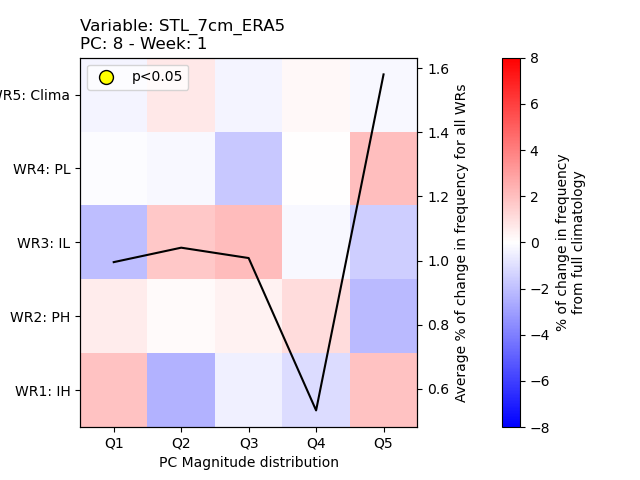 Variable: STL_7cm_ERA5
PC: 8 - Week: 1
p<0.05
WR5: Clima
WR4: PL
WR3: IL
WR2: PH
WR1: IH
Q1 Q2 Q3 Q4 Q5
PC Magnitude distribution
1.6
1.4
1.2
1.0
0.8
0.6
Average % of change in frequency for all WRs
8
6
4
2
0
−2
−4
−6
−8
% of change in frequency
from full climatology